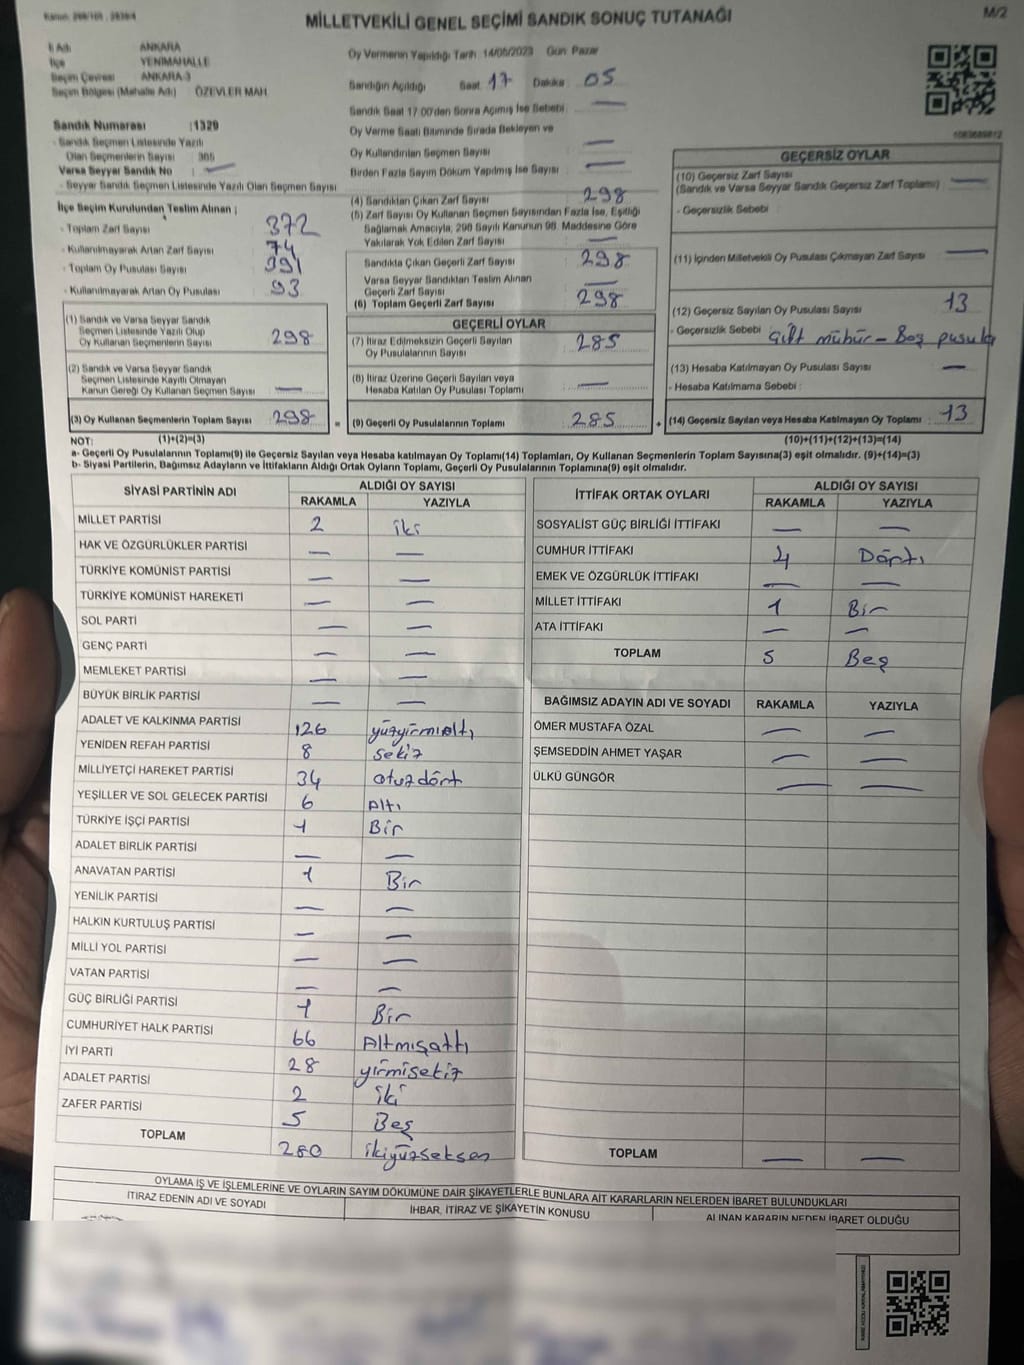 MİLLETVEKİLİ GENEL SEÇİMİ SANDIK SONUÇ TUTANAĞI
M/2
İl Adı ANKARA
İlçe YENİMAHALLE
Seçim Çevresi ANKARA-3
Seçim Bölgesi (Mahalle Adı) ÖZEVLER MAH.
Sandık Numarası :1329
- Sandık Seçmen Listesinde Yazılı
Olan Seçmenlerin Sayısı : 305
Varsa Seyyar Sandık No : —
- Seyyar Sandık Seçmen Listesinde Yazılı Olan Seçmen Sayısı
İlçe Seçim Kurulundan Teslim Alınan ;
- Toplam Zarf Sayısı : 372
- Kullanılmayarak Artan Zarf Sayısı : 74
- Toplam Oy Pusulası Sayısı : 391
- Kullanılmayarak Artan Oy Pusulası : 93
Oy Vermenin Yapıldığı Tarih :14/05/2023 Gün :Pazar
Sandığın Açıldığı Saat : 17 Dakika : 05
Sandık Saat 17.00'den Sonra Açımış İse Sebebi : —
Oy Verme Saati Bitiminde Sırada Bekleyen ve
Oy Kullandırılan Seçmen Sayısı : —
Birden Fazla Sayım Döküm Yapılmış İse Sayısı : —
(4) Sandıktan Çıkan Zarf Sayısı : 298
(5) Zarf Sayısı Oy Kullanan Seçmen Sayısından Fazla İse, Eşitliği
Sağlamak Amacıyla, 298 Sayılı Kanunun 98. Maddesine Göre
Yakılarak Yok Edilen Zarf Sayısı : —
Sandıkta Çıkan Geçerli Zarf Sayısı : 298
Varsa Seyyar Sandıktan Teslim Alınan
Geçerli Zarf Sayısı : —
(6) Toplam Geçerli Zarf Sayısı : 298
GEÇERSİZ OYLAR
(10) Geçersiz Zarf Sayısı
(Sandık ve Varsa Seyyar Sandık Geçersiz Zarf Toplamı) : —
- Geçersizlik Sebebi :
(11) İçinden Milletvekili Oy Pusulası Çıkmayan Zarf Sayısı : —
(12) Geçersiz Sayılan Oy Pusulası Sayısı : 13
- Geçersizlik Sebebi : Çift mühür – Boş pusula
(13) Hesaba Katılmayan Oy Pusulası Sayısı : —
- Hesaba Katılmama Sebebi :
(14) Geçersiz Sayılan veya Hesaba Katılmayan Oy Toplamı : 13
(1) Sandık ve Varsa Seyyar Sandık
Seçmen Listesinde Yazılı Olup
Oy Kullanan Seçmenlerin Sayısı : 298
(2) Sandık ve Varsa Seyyar Sandık
Seçmen Listesinde Kayıtlı Olmayan
Kanun Gereği Oy Kullanan Seçmen Sayısı : —
(3) Oy Kullanan Seçmenlerin Toplam Sayısı : 298 =
GEÇERLİ OYLAR
(7) İtiraz Edilmeksizin Geçerli Sayılan
Oy Pusulalarının Sayısı : 285
(8) İtiraz Üzerine Geçerli Sayılan veya
Hesaba Katılan Oy Pusulası Toplamı : —
(9) Geçerli Oy Pusulalarının Toplamı : 285 +
NOT: (1)+(2)=(3) (10)+(11)+(12)+(13)=(14)
a- Geçerli Oy Pusulalarının Toplamı(9) ile Geçersiz Sayılan veya Hesaba katılmayan Oy Toplamı(14) Toplamları, Oy Kullanan Seçmenlerin Toplam Sayısına(3) eşit olmalıdır. (9)+(14)=(3)
b- Siyasi Partilerin, Bağımsız Adayların ve İttifakların Aldığı Ortak Oyların Toplamı, Geçerli Oy Pusulalarının Toplamına(9) eşit olmalıdır.
SİYASİ PARTİNİN ADI ALDIĞI OY SAYISI
RAKAMLA YAZIYLA
MİLLET PARTİSİ 2 iki
HAK VE ÖZGÜRLÜKLER PARTİSİ — —
TÜRKİYE KOMÜNİST PARTİSİ — —
TÜRKİYE KOMÜNİST HAREKETİ — —
SOL PARTİ — —
GENÇ PARTİ — —
MEMLEKET PARTİSİ — —
BÜYÜK BİRLİK PARTİSİ — —
ADALET VE KALKINMA PARTİSİ 126 yüzyirmiAltı
YENİDEN REFAH PARTİSİ 8 sekiz
MİLLİYETÇİ HAREKET PARTİSİ 34 otuzdört
YEŞİLLER VE SOL GELECEK PARTİSİ 6 Altı
TÜRKİYE İŞÇİ PARTİSİ 1 Bir
ADALET BİRLİK PARTİSİ — —
ANAVATAN PARTİSİ 1 Bir
YENİLİK PARTİSİ — —
HALKIN KURTULUŞ PARTİSİ — —
MİLLİ YOL PARTİSİ — —
VATAN PARTİSİ — —
GÜÇ BİRLİĞİ PARTİSİ 1 Bir
CUMHURİYET HALK PARTİSİ 66 Altmışaltı
İYİ PARTİ 28 yirmisekiz
ADALET PARTİSİ 2 iki
ZAFER PARTİSİ 5 Beş
TOPLAM 280 ikiyüzseksen
İTTİFAK ORTAK OYLARI ALDIĞI OY SAYISI
RAKAMLA YAZIYLA
SOSYALİST GÜÇ BİRLİĞİ İTTİFAKI — —
CUMHUR İTTİFAKI 4 Dörtı
EMEK VE ÖZGÜRLÜK İTTİFAKI — —
MİLLET İTTİFAKI 1 Bir
ATA İTTİFAKI — —
TOPLAM 5 Beş
BAĞIMSIZ ADAYIN ADI VE SOYADI RAKAMLA YAZIYLA
ÖMER MUSTAFA ÖZAL — —
ŞEMSEDDİN AHMET YAŞAR — —
ÜLKÜ GÜNGÖR — —
TOPLAM — —
OYLAMA İŞ VE İŞLEMLERİNE VE OYLARIN SAYIM DÖKÜMÜNE DAİR ŞİKAYETLERLE BUNLARA AİT KARARLARIN NELERDEN İBARET BULUNDUKLARI
İTİRAZ EDENİN ADI VE SOYADI İHBAR, İTİRAZ VE ŞİKAYETİN KONUSU ALINAN KARARIN NEDEN İBARET OLDUĞU